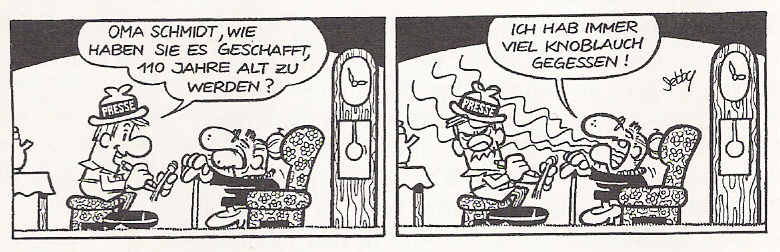 OMA SCHMIDT, WIE
HABEN SIE ES GESCHAFFT,
110 JAHRE ALT ZU
WERDEN?
PRESSE
ICH HAB IMMER
VIEL KNOBLAUCH
GEGESSEN!
PRESSE